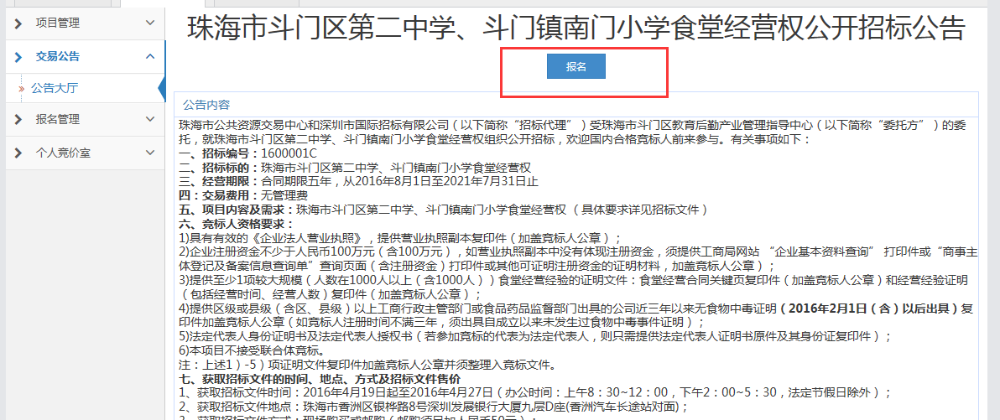 珠海市斗门区第二中学、斗门镇南门小学食堂经营权公开招标公告
报名
项目管理
交易公告
公告大厅
报名管理
个人竞价室
公告内容
珠海市公共资源交易中心和深圳市国际招标有限公司（以下简称“招标代理”）受珠海市斗门区教育后勤产业管理指导中心（以下简称“委托方”）的委
托，就珠海市斗门区第二中学、斗门镇南门小学食堂经营权组织公开招标，欢迎国内合格竞标人前来参与。有关事项如下：
一、招标编号：1600001C
二、招标标的：珠海市斗门区第二中学、斗门镇南门小学食堂经营权
三、经营期限：合同期限五年，从2016年8月1日至2021年7月31日止
四：交易费用：无管理费
五、项目内容及需求：珠海市斗门区第二中学、斗门镇南门小学食堂经营权 （具体要求详见招标文件）
六、竞标人资格要求：
1)具有有效的《企业法人营业执照》，提供营业执照副本复印件（加盖竞标人公章）；
2)企业注册资金不少于人民币100万元（含100万元），如营业执照副本中没有体现注册资金，须提供工商局网站 “企业基本资料查询” 打印件或“商事主
体登记及备案信息查询单”查询页面（含注册资金）打印件或其他可证明注册资金的证明材料，加盖竞标人公章）；
3)提供至少1项较大规模（人数在1000人以上（含1000人））食堂经营经验的证明文件：食堂经营合同关键页复印件（加盖竞标人公章）和经营经验证明
（包括经营时间、经营人数）复印件（加盖竞标人公章）；
4)提供区级或县级（含区、县级）以上工商行政主管部门或食品药品监督部门出具的公司近三年以来无食物中毒证明（2016年2月1日（含）以后出具）复
印件加盖竞标人公章（如竞标人注册时间不满三年，须出具自成立以来未发生过食物中毒事件证明）；
5)法定代表人身份证明书及法定代表人授权书（若参加竞标的代表为法定代表人，则只需提供法定代表人证明书原件及其身份证复印件）；
6)本项目不接受联合体竞标。
注：上述1）-5）项证明文件复印件加盖竞标人公章并须整理入竞标文件。
七、获取招标文件的时间、地点、方式及招标文件售价
1、获取招标文件时间：2016年4月19日起至2016年4月27日（办公时间：上午8：30~12：00，下午2：00~5：30，法定节假日除外）；
2、获取招标文件地点：珠海市香洲区银桦路8号深圳发展银行大厦九层D座(香洲汽车长途站对面)；
3、获取招标文件方式：现场购买或邮购（邮购须另加人民币50元）；